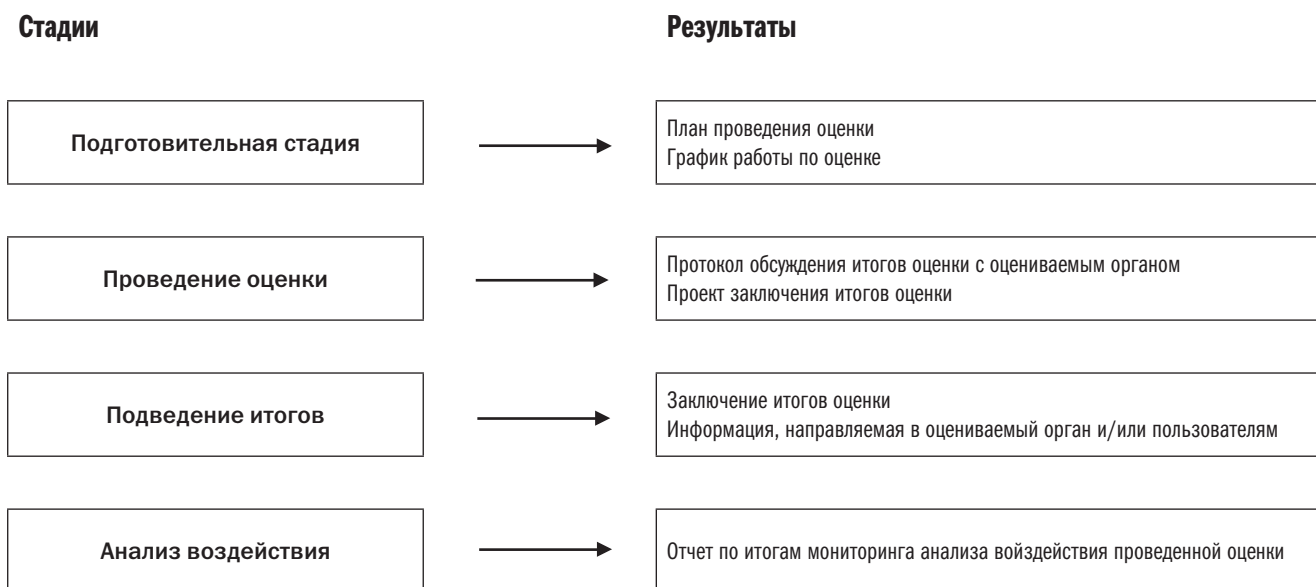 Стадии
Результаты
Подготовительная стадия
План проведения оценки
График работы по оценке
Проведение оценки
Протокол обсуждения итогов оценки с оцениваемым органом
Проект заключения итогов оценки
Подведение итогов
Заключение итогов оценки
Информация, направляемая в оцениваемый орган и/или пользователям
Анализ воздействия
Отчет по итогам мониторинга анализа войздействия проведенной оценки